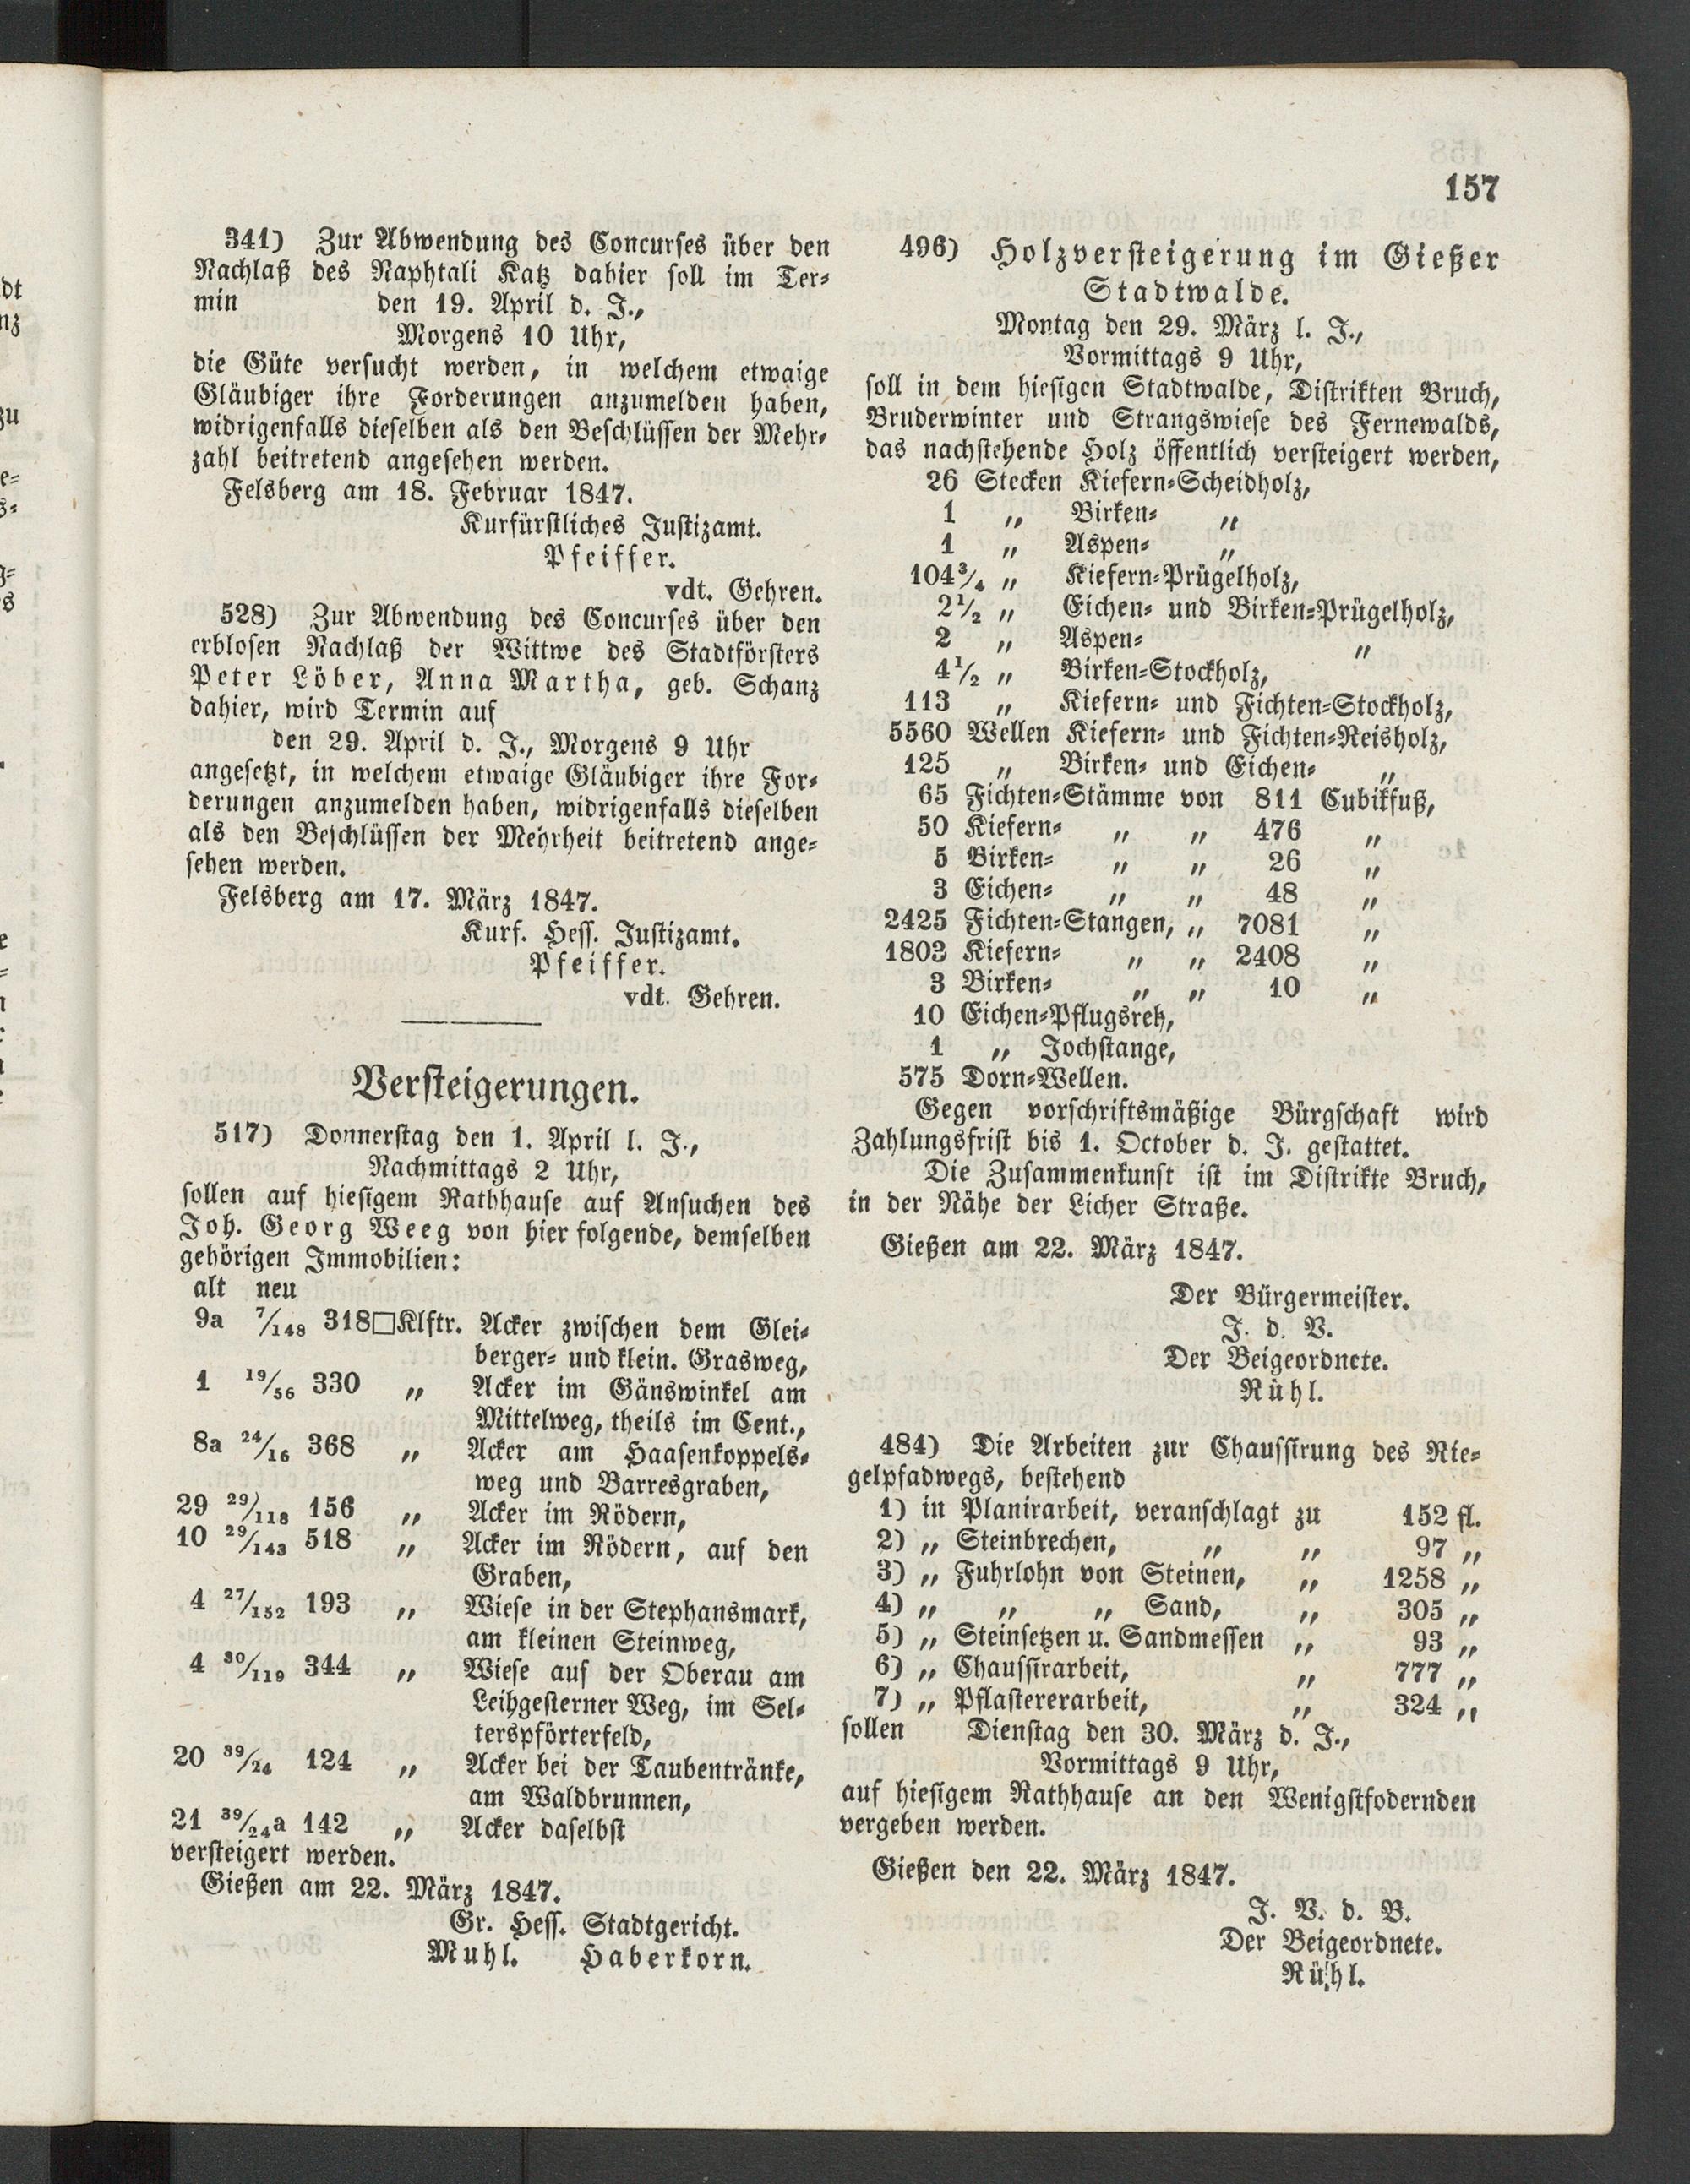 157
341) Zur Abwendung des Concurses über den
Nachlaß des Naphtali Katz dahier soll im Ter-
min den 19. April d. J.,
Morgens 10 Uhr,
die Güte versucht werden, in welchem etwaige
Gläubiger ihre Forderungen anzumelden haben,
widrigenfalls dieselben als den Beschlüssen der Mehr-
zahl beitretend angesehen werden.
Felsberg am 18. Februar 1847.
Kurfürstliches Justizamt.
Pfeiffer.
vdt. Gehren.
528) Zur Abwendung des Concurses über den
erblosen Nachlaß der Wittwe des Stadtförsters
Peter Löber, Anna Martha, geb. Schanz
dahier, wird Termin auf
den 29. April d. J., Morgens 9 Uhr
angesetzt, in welchem etwaige Gläubiger ihre For-
derungen anzumelden haben, widrigenfalls dieselben
als den Beschlüssen der Mehrheit beitretend ange-
sehen werden.
Felsberg am 17. März 1847.
Kurf. Hess. Justizamt.
Pfeiffer.
vdt. Gehren.
Versteigerungen.
517) Donnerstag den 1. April l. J.,
Nachmittags 2 Uhr,
sollen auf hiesigem Rathhause auf Ansuchen des
Joh. Georg Weeg von hier folgende, demselben
gehörigen Immobilien:
alt neu
9a 7/148 318□Klftr. Acker zwischen dem Glei-
berger- und klein. Grasweg,
1 19/56 330 „ Acker im Gänswinkel am
Mittelweg, theils im Cent.,
8a 24/16 368 „ Acker am Haasenkoppels-
weg und Barresgraben,
29 29/118 156 „ Acker im Rödern,
10 29/143 518 „ Acker im Rödern, auf den
Graben,
4 27/152 193 „ Wiese in der Stephansmark,
am kleinen Steinweg,
4 30/119 344 „ Wiese auf der Oberau am
Leihgesterner Weg, im Sel-
terspförterfeld,
20 39/24 124 „ Acker bei der Taubentränke,
am Waldbrunnen,
21 39/24a 142 „ Acker daselbst
versteigert werden.
Gießen am 22. März 1847.
Gr. Hess. Stadtgericht.
Muhl. Haberkorn.
496) Holzversteigerung im Gießer
Stadtwalde.
Montag den 29. März l. J.,
Vormittags 9 Uhr,
soll in dem hiesigen Stadtwalde, Distrikten Bruch,
Bruderwinter und Strangswiese des Fernewalds,
das nachstehende Holz öffentlich versteigert werden,
26 Stecken Kiefern-Scheidholz,
1 „ Birken- „
1 „ Aspen- „
104 3/4 „ Kiefern-Prügelholz,
2 1/2 „ Eichen- und Birken-Prügelholz,
2 „ Aspen- „
4 1/2 „ Birken-Stockholz,
113 „ Kiefern- und Fichten-Stockholz,
5560 Wellen Kiefern- und Fichten-Reisholz,
125 „ Birken- und Eichen- „
65 Fichten-Stämme von 811 Cubikfuß,
50 Kiefern- „ „ 476 „
5 Birken- „ „ 26 „
3 Eichen- „ „ 48 „
2425 Fichten-Stangen, „ 7081 „
1803 Kiefern- „ „ 2408 „
3 Birken- „ „ 10 „
10 Eichen-Pflugsreh,
1 „ Jochstange,
575 Dorn-Wellen.
Gegen vorschriftsmäßige Bürgschaft wird
Zahlungsfrist bis 1. October d. J. gestattet.
Die Zusammenkunft ist im Distrikte Bruch,
in der Nähe der Licher Straße.
Gießen am 22. März 1847.
Der Bürgermeister.
J. d. V.
Der Beigeordnete.
Rühl.
484) Die Arbeiten zur Chaussirung des Rie-
gelpfadwegs, bestehend
1) in Planirarbeit, veranschlagt zu 152 fl.
2) „ Steinbrechen, „ „ 97 „
3) „ Fuhrlohn von Steinen, „ 1258 „
4) „ „ „ Sand, „ 305 „
5) „ Steinsetzen u. Sandmessen „ 93 „
6) „ Chaussirarbeit, „ 777 „
7) „ Pflastererarbeit, „ 324 „
sollen Dienstag den 30. März d. J.,
Vormittags 9 Uhr,
auf hiesigem Rathhause an den Wenigstfodernden
vergeben werden.
Gießen den 22. März 1847.
J. V. d. B.
Der Beigeordnete.
Rühl.